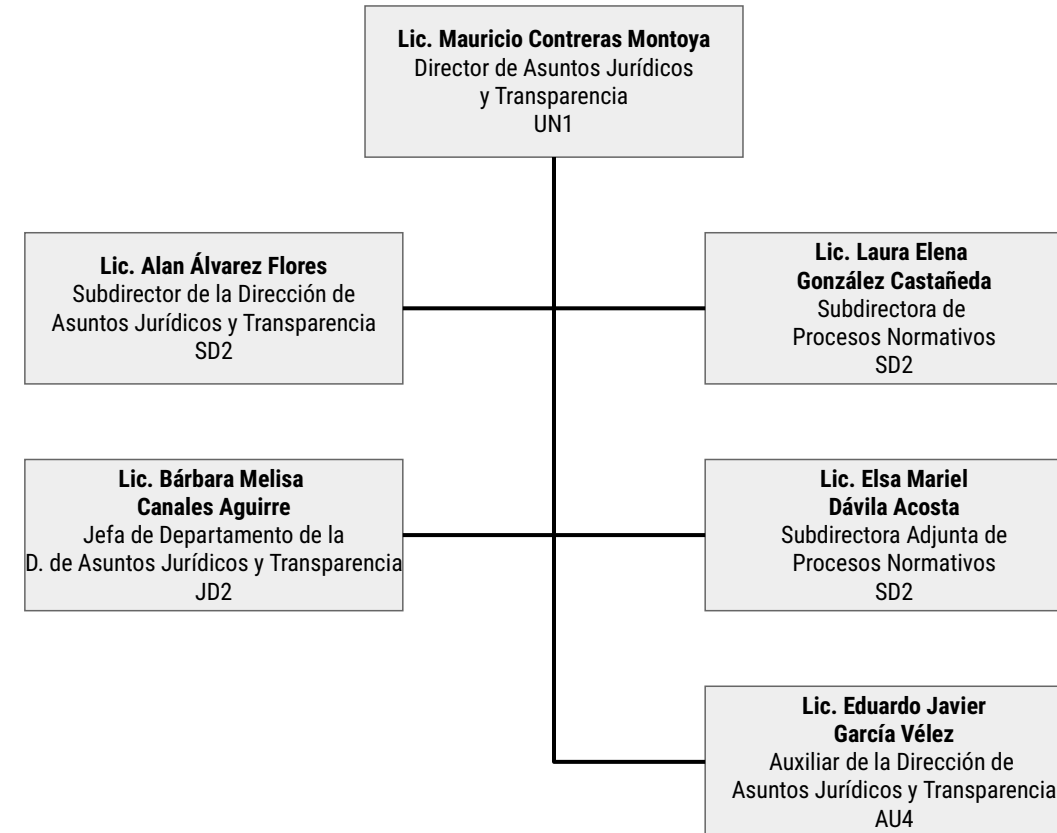 Lic. Mauricio Contreras Montoya
Director de Asuntos Jurídicos
y Transparencia
UN1
Lic. Alan Álvarez Flores
Subdirector de la Dirección de
Asuntos Jurídicos y Transparencia
SD2
Lic. Laura Elena
González Castañeda
Subdirectora de
Procesos Normativos
SD2
Lic. Bárbara Melisa
Canales Aguirre
Jefa de Departamento de la
D. de Asuntos Jurídicos y Transparencia
JD2
Lic. Elsa Mariel
Dávila Acosta
Subdirectora Adjunta de
Procesos Normativos
SD2
Lic. Eduardo Javier
García Vélez
Auxiliar de la Dirección de
Asuntos Jurídicos y Transparencia
AU4